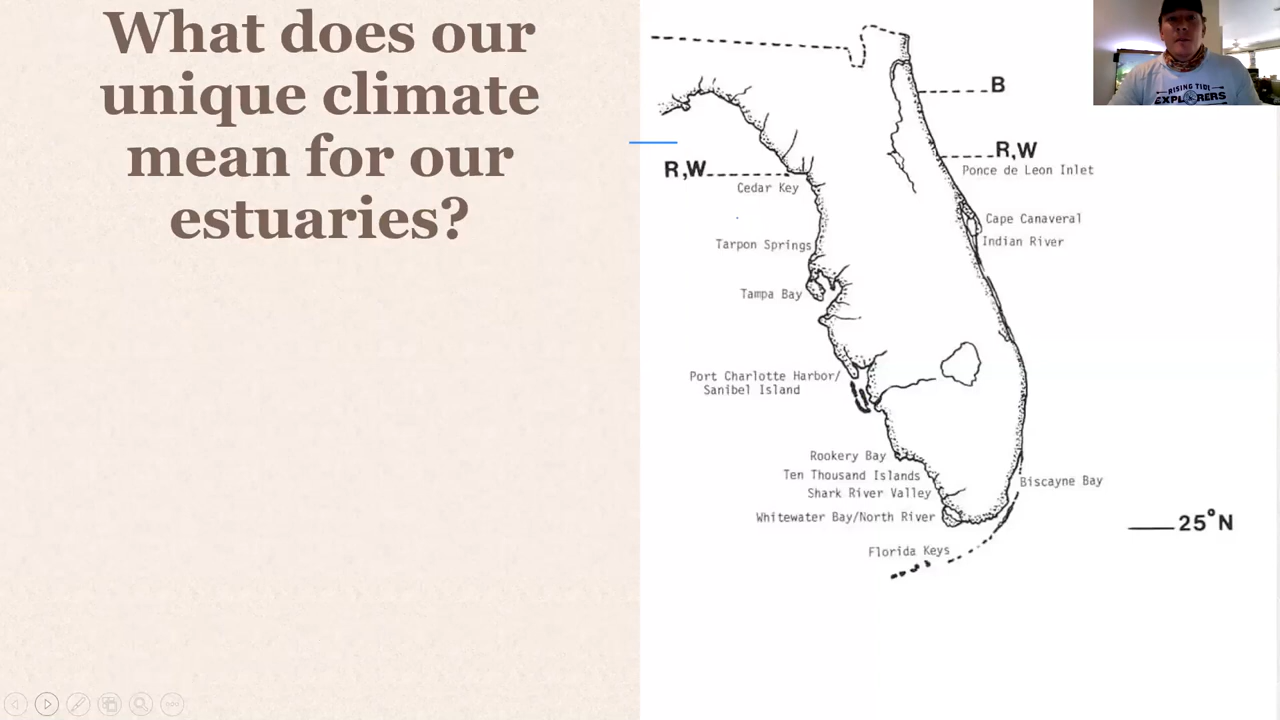 What does our
unique climate
mean for our
estuaries?
B
R,W
Ponce de Leon Inlet
R,W
Cedar Key
Cape Canaveral
Indian River
Tarpon Springs
Tampa Bay
Port Charlotte Harbor/
Sanibel Island
Rookery Bay
Ten Thousand Islands
Shark River Valley
Biscayne Bay
Whitewater Bay/North River
25°N
Florida Keys
RISING TIDE
EXPLORERS